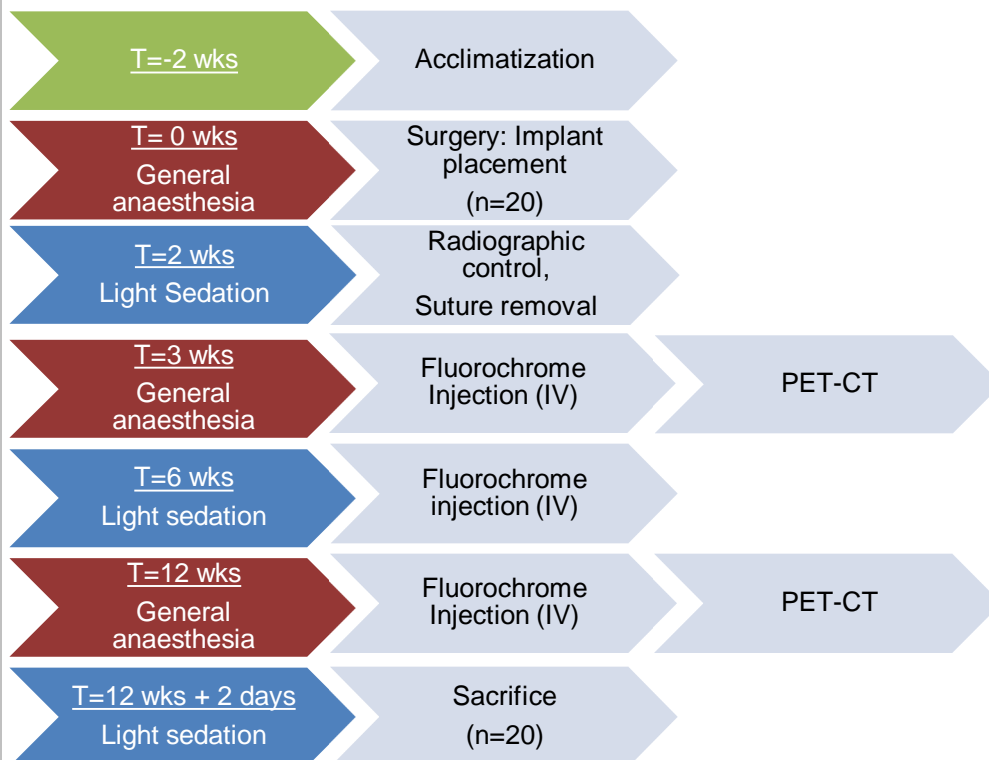 T=-2 wks
Acclimatization
T= 0 wks
General
anaesthesia
Surgery: Implant
placement
(n=20)
T=2 wks
Light Sedation
Radiographic
control,
Suture removal
T=3 wks
General
anaesthesia
Fluorochrome
Injection (IV)
PET-CT
T=6 wks
Light sedation
Fluorochrome
injection (IV)
T=12 wks
General
anaesthesia
Fluorochrome
Injection (IV)
PET-CT
T=12 wks + 2 days
Light sedation
Sacrifice
(n=20)